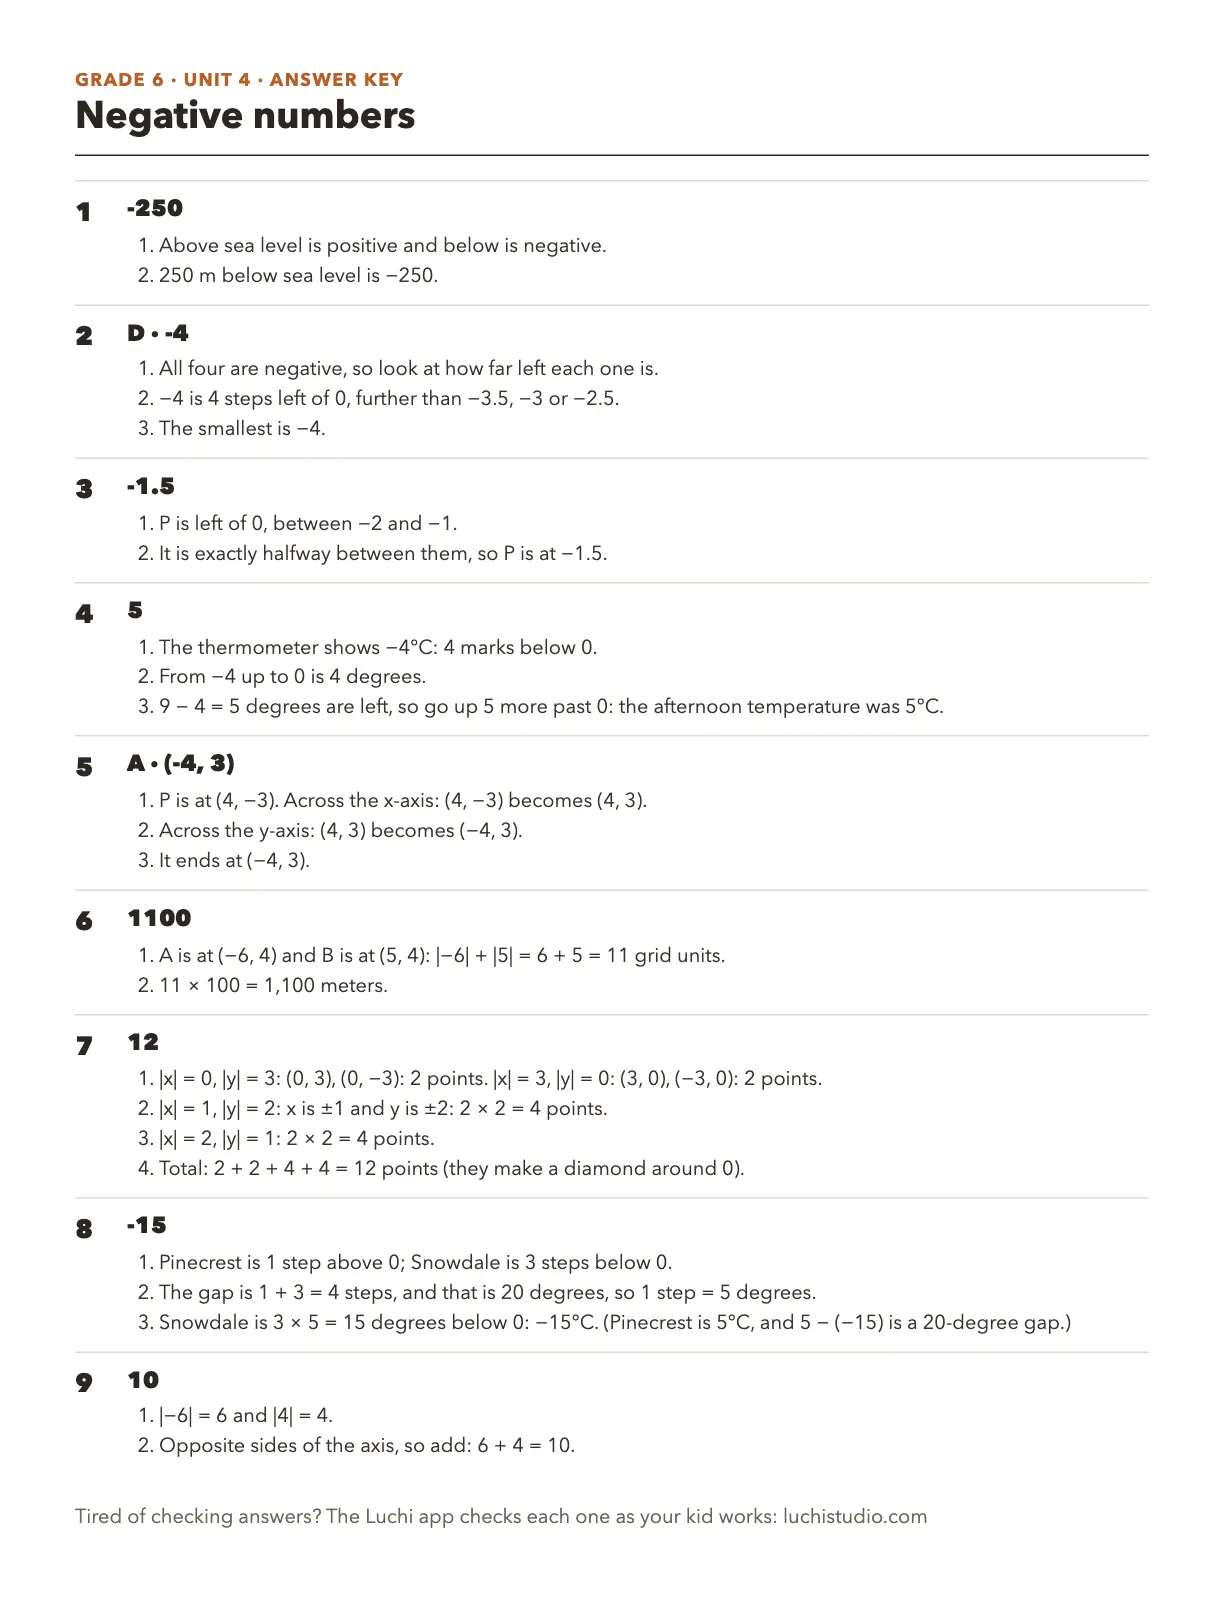 GRADE 6 · UNIT 4 · ANSWER KEY
Negative numbers
1 -250
1. Above sea level is positive and below is negative.
2. 250 m below sea level is −250.
2 D · -4
1. All four are negative, so look at how far left each one is.
2. −4 is 4 steps left of 0, further than −3.5, −3 or −2.5.
3. The smallest is −4.
3 -1.5
1. P is left of 0, between −2 and −1.
2. It is exactly halfway between them, so P is at −1.5.
4 5
1. The thermometer shows −4°C: 4 marks below 0.
2. From −4 up to 0 is 4 degrees.
3. 9 − 4 = 5 degrees are left, so go up 5 more past 0: the afternoon temperature was 5°C.
5 A · (-4, 3)
1. P is at (4, −3). Across the x-axis: (4, −3) becomes (4, 3).
2. Across the y-axis: (4, 3) becomes (−4, 3).
3. It ends at (−4, 3).
6 1100
1. A is at (−6, 4) and B is at (5, 4): |−6| + |5| = 6 + 5 = 11 grid units.
2. 11 × 100 = 1,100 meters.
7 12
1. |x| = 0, |y| = 3: (0, 3), (0, −3): 2 points. |x| = 3, |y| = 0: (3, 0), (−3, 0): 2 points.
2. |x| = 1, |y| = 2: x is ±1 and y is ±2: 2 × 2 = 4 points.
3. |x| = 2, |y| = 1: 2 × 2 = 4 points.
4. Total: 2 + 2 + 4 + 4 = 12 points (they make a diamond around 0).
8 -15
1. Pinecrest is 1 step above 0; Snowdale is 3 steps below 0.
2. The gap is 1 + 3 = 4 steps, and that is 20 degrees, so 1 step = 5 degrees.
3. Snowdale is 3 × 5 = 15 degrees below 0: −15°C. (Pinecrest is 5°C, and 5 − (−15) is a 20-degree gap.)
9 10
1. |−6| = 6 and |4| = 4.
2. Opposite sides of the axis, so add: 6 + 4 = 10.
Tired of checking answers? The Luchi app checks each one as your kid works: luchistudio.com